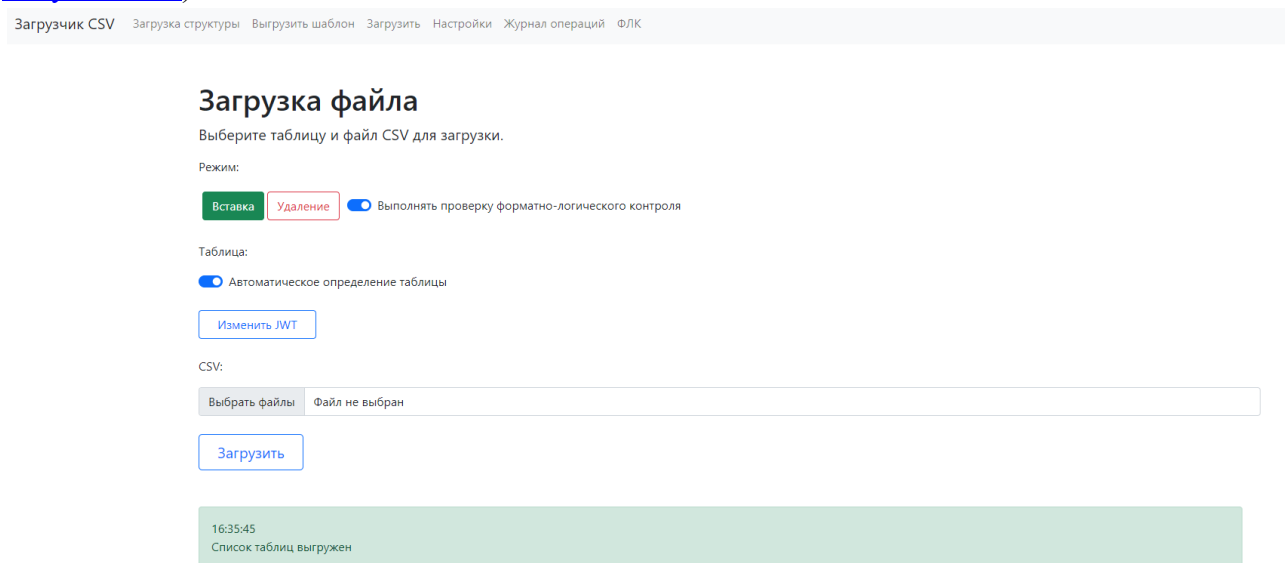 Загрузчик CSV Загрузка структуры Выгрузить шаблон Загрузить Настройки Журнал операций ФЛК
Загрузка файла
Выберите таблицу и файл CSV для загрузки.
Режим:
Вставка Удаление Выполнять проверку форматно-логического контроля
Таблица:
Автоматическое определение таблицы
Изменить JWT
CSV:
Выбрать файлы Файл не выбран
Загрузить
16:35:45
Список таблиц выгружен